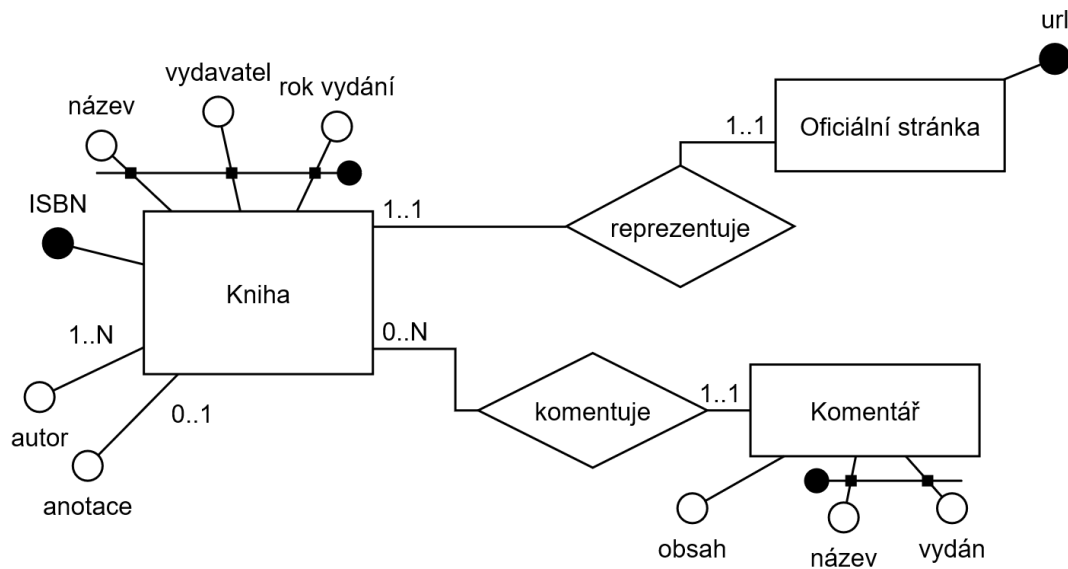 url
vydavatel
rok vydání
název
Oficiální stránka
1..1
ISBN
1..1
reprezentuje
Kniha
1..N
0..N
komentuje
1..1
Komentář
0..1
autor
anotace
obsah
název
vydán